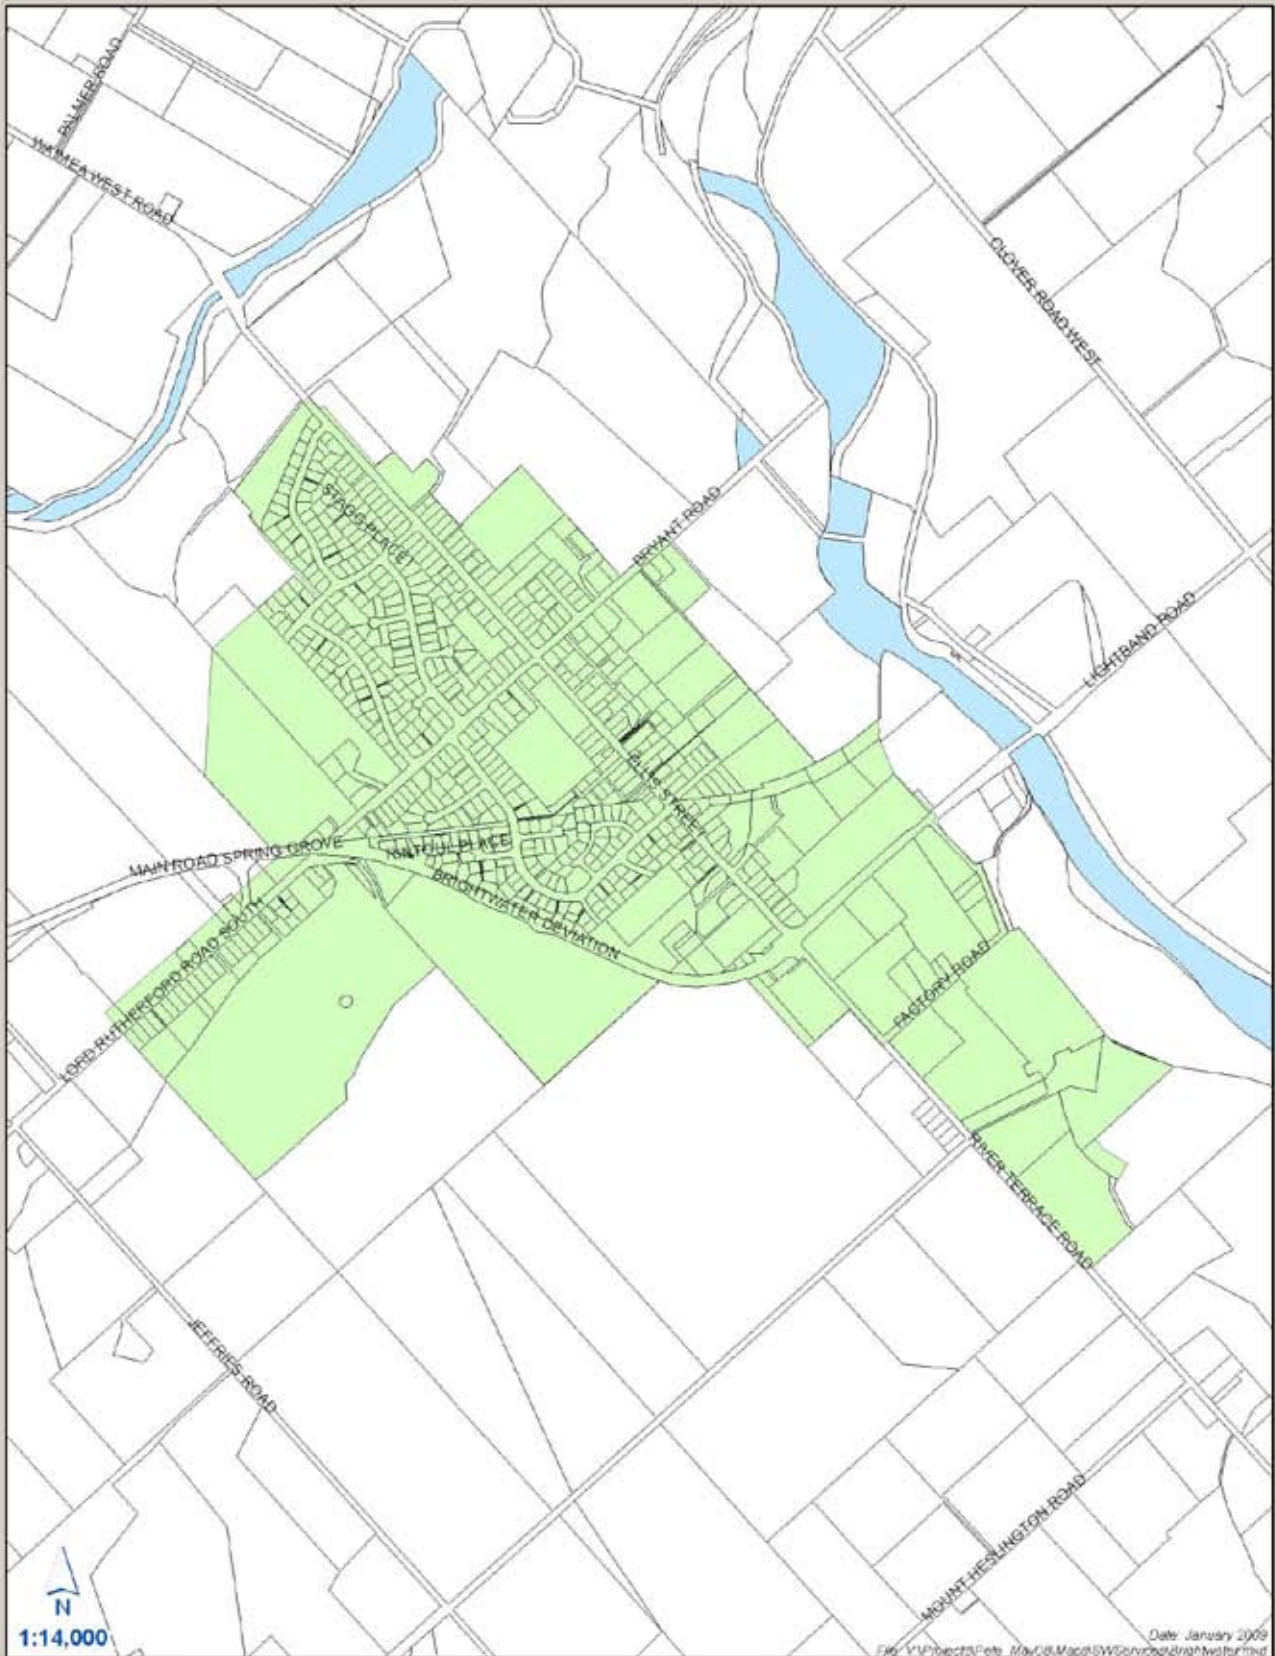 PALMER ROAD
WAIMEA WEST ROAD
CLOVER ROAD WEST
STAGG PLACE
BRYANT ROAD
LIGHTBAND ROAD
ELLIS STREET
MAIN ROAD SPRING GROVE
KINTOUL PLACE
BRIGHTWATER DEVIATION
LORD RUTHERFORD ROAD SOUTH
FACTORY ROAD
RIVER TERRACE ROAD
JEFFRIES ROAD
MOUNT HESLINGTON ROAD
N
1:14,000
Date: January 2009